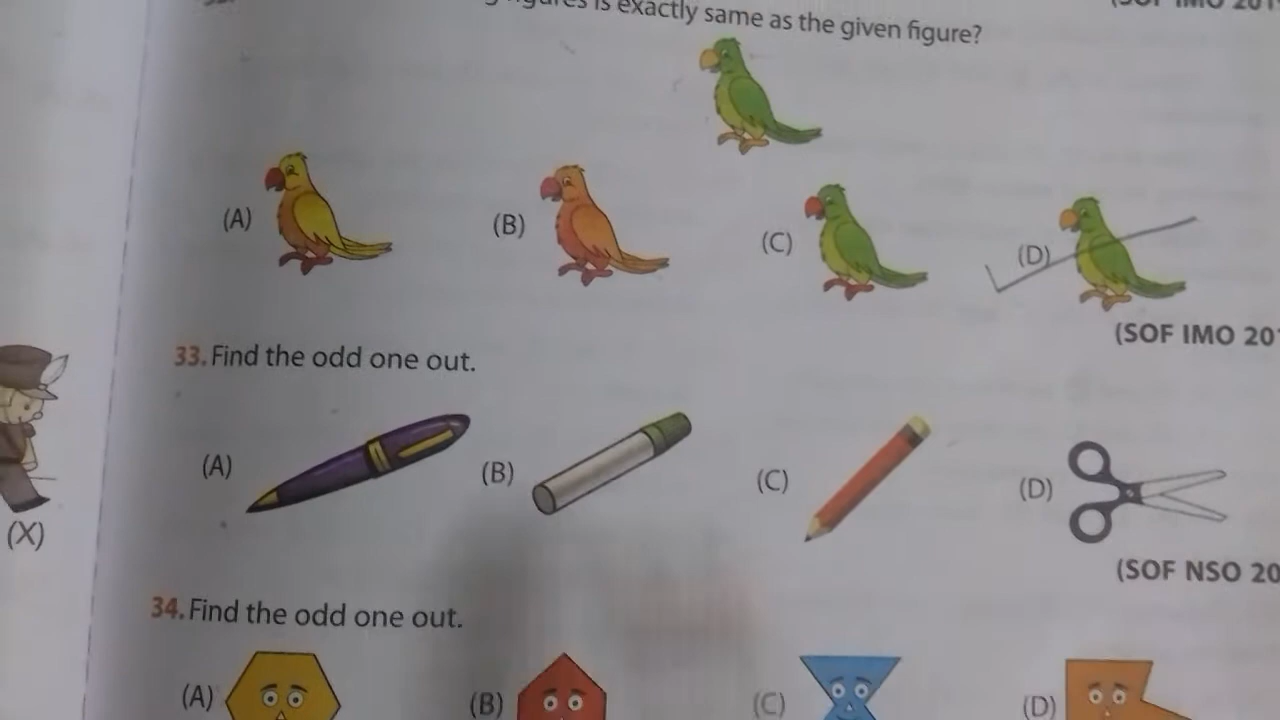 is exactly same as the given figure?
(A)
(B)
(C)
(D)
(SOF IMO 20
33. Find the odd one out.
(A)
(B)
(C)
(D)
(SOF NSO 20
(X)
34. Find the odd one out.
(A)
(B)
(C)
(D)